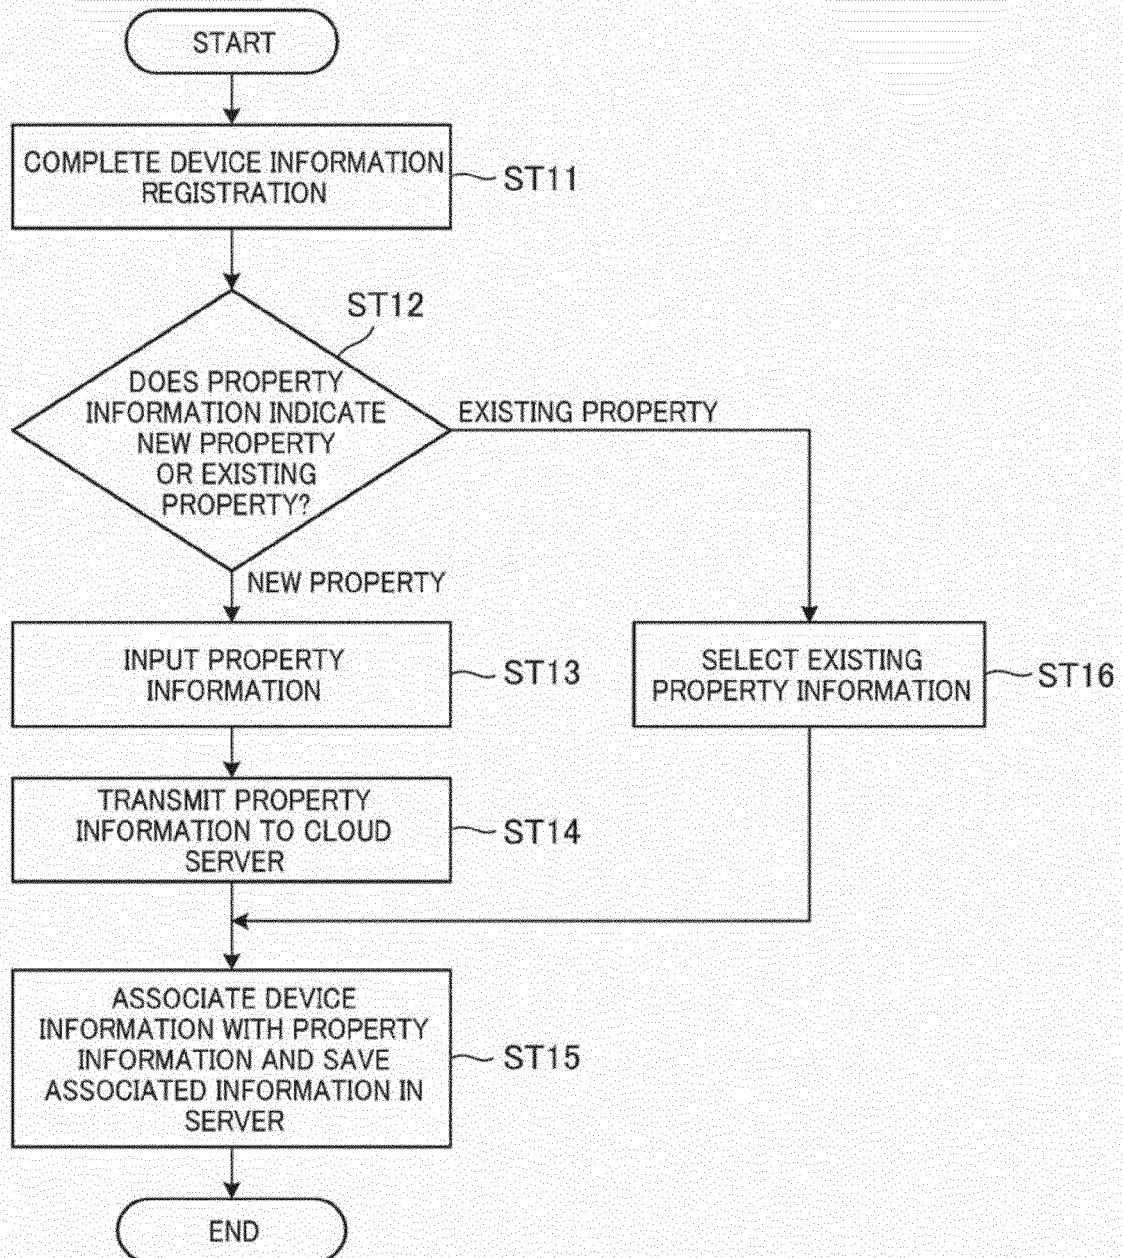 START
COMPLETE DEVICE INFORMATION
REGISTRATION
ST11
ST12
DOES PROPERTY
INFORMATION INDICATE
NEW PROPERTY
OR EXISTING
PROPERTY?
EXISTING PROPERTY
NEW PROPERTY
INPUT PROPERTY
INFORMATION
ST13
SELECT EXISTING
PROPERTY INFORMATION
ST16
TRANSMIT PROPERTY
INFORMATION TO CLOUD
SERVER
ST14
ASSOCIATE DEVICE
INFORMATION WITH PROPERTY
INFORMATION AND SAVE
ASSOCIATED INFORMATION IN
SERVER
ST15
END